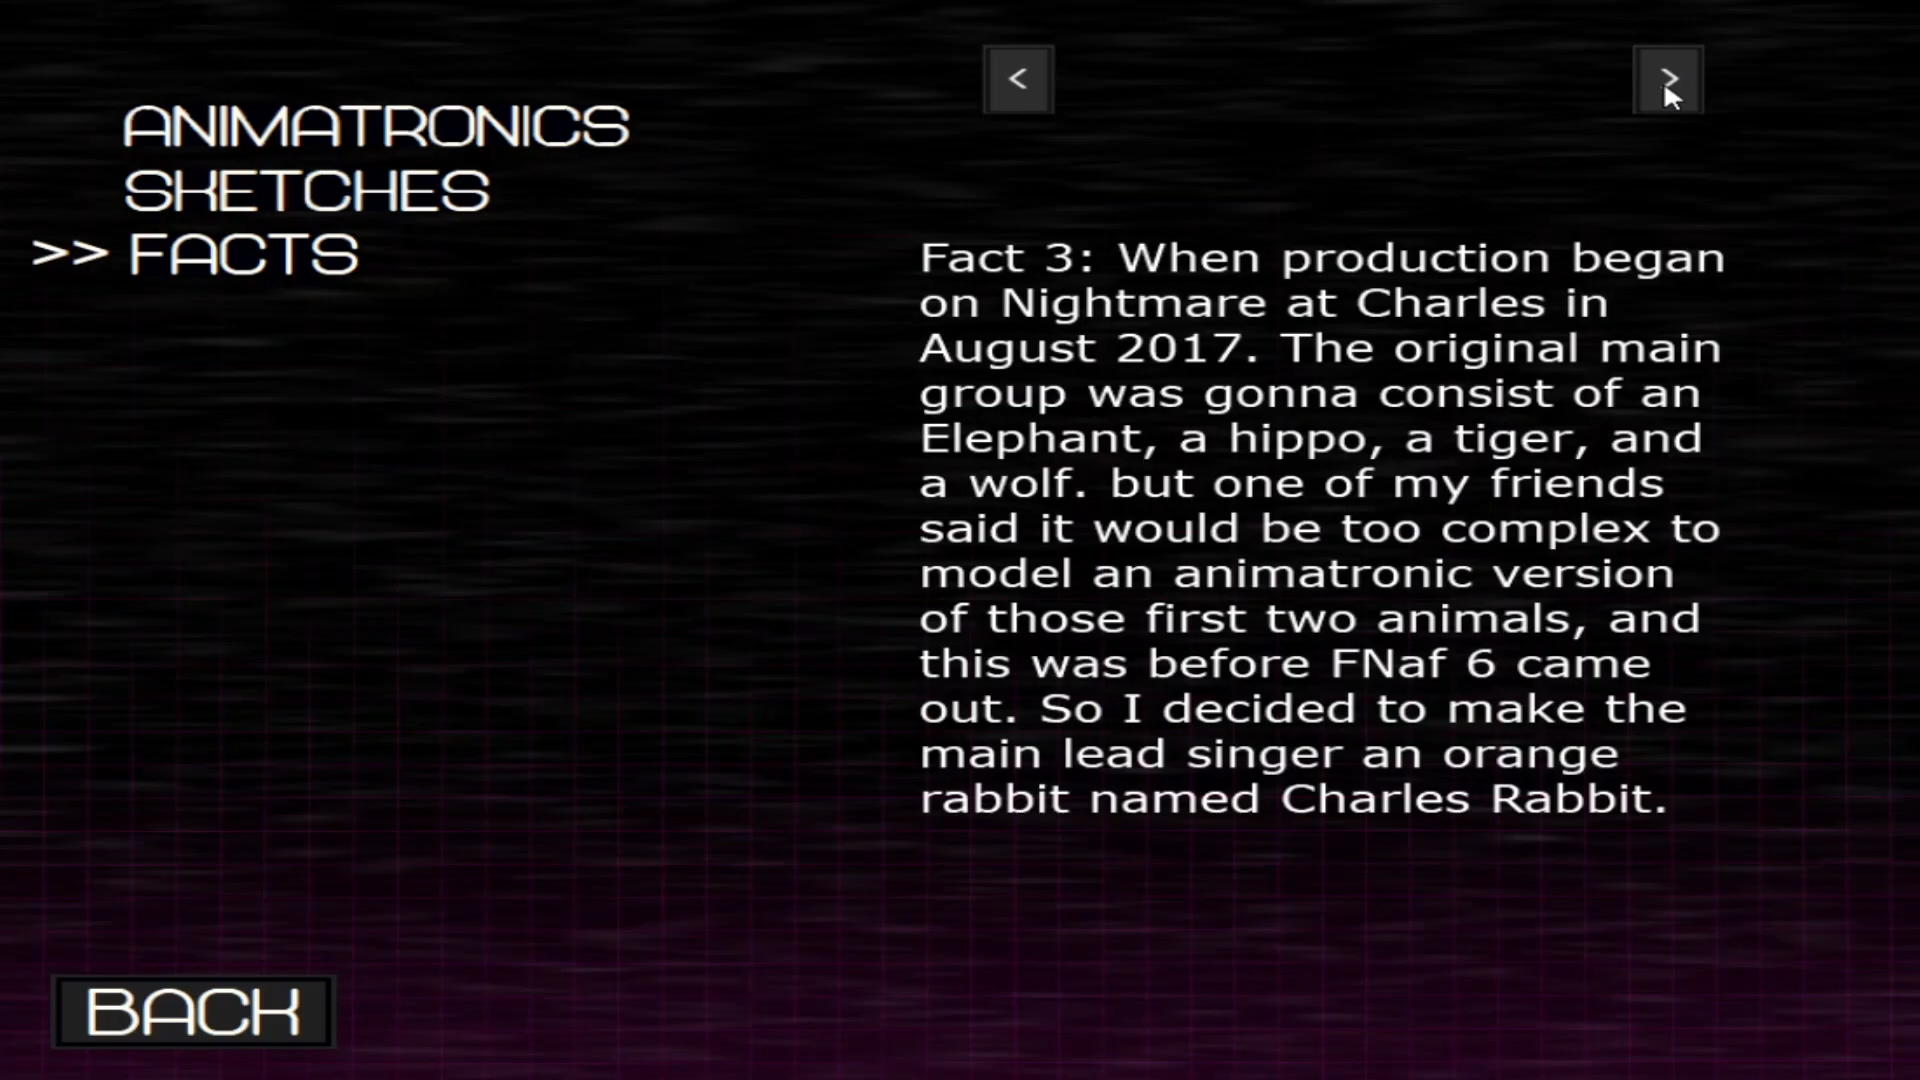 <
>
ANIMATRONICS
SKETCHES
>> FACTS
Fact 3: When production began
on Nightmare at Charles in
August 2017. The original main
group was gonna consist of an
Elephant, a hippo, a tiger, and
a wolf. but one of my friends
said it would be too complex to
model an animatronic version
of those first two animals, and
this was before FNaf 6 came
out. So I decided to make the
main lead singer an orange
rabbit named Charles Rabbit.
BACK